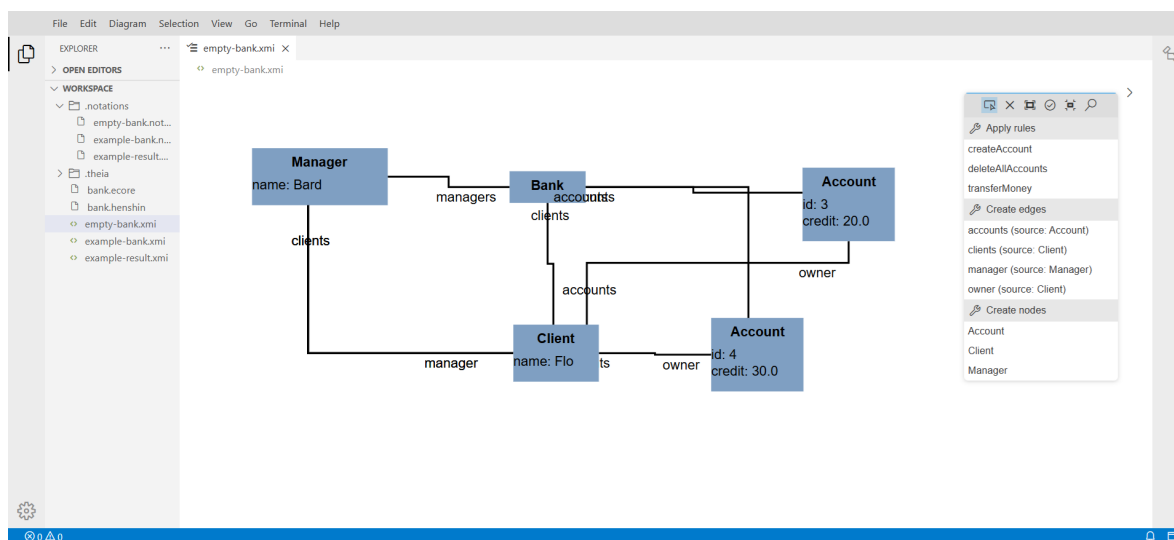 File Edit Diagram Selection View Go Terminal Help
EXPLORER ...
OPEN EDITORS
WORKSPACE
.notations
empty-bank.not...
example-bank.n...
example-result....
.theia
bank.ecore
bank.henshin
empty-bank.xmi
example-bank.xmi
example-result.xmi
empty-bank.xmi
empty-bank.xmi
Manager
name: Bard
managers
Bank
accounts
clients
Account
id: 3
credit: 20.0
clients
owner
accounts
Client
name: Flo
manager
ts
owner
Account
id: 4
credit: 30.0
Apply rules
createAccount
deleteAllAccounts
transferMoney
Create edges
accounts (source: Account)
clients (source: Client)
manager (source: Manager)
owner (source: Client)
Create nodes
Account
Client
Manager
0 0